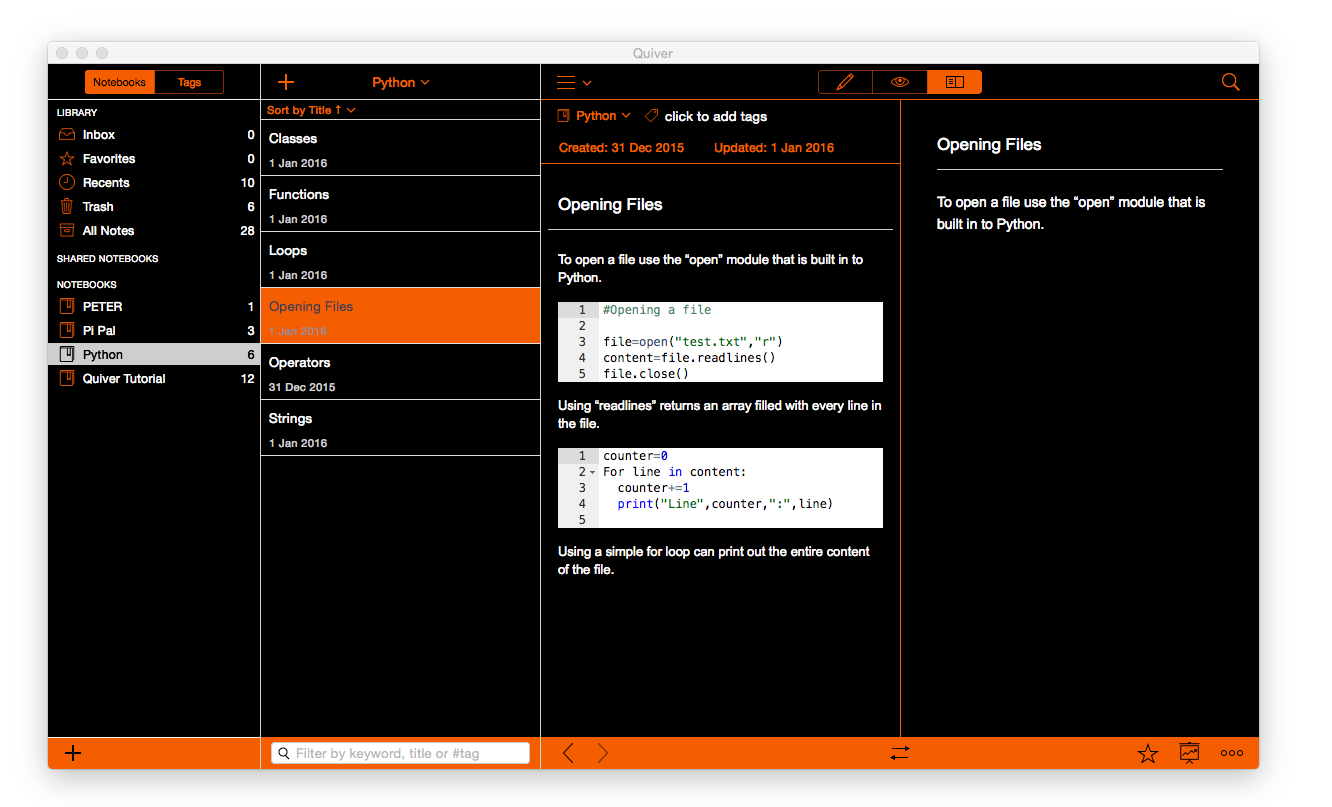 Quiver
Notebooks Tags
LIBRARY
Inbox 0
Favorites 0
Recents 10
Trash 6
All Notes 28
SHARED NOTEBOOKS
NOTEBOOKS
PETER 1
Pi Pal 3
Python 6
Quiver Tutorial 12
Python
Sort by Title ↑
Classes
1 Jan 2016
Functions
1 Jan 2016
Loops
1 Jan 2016
Opening Files
1 Jan 2016
Operators
31 Dec 2015
Strings
1 Jan 2016
Filter by keyword, title or #tag
Python click to add tags
Created: 31 Dec 2015 Updated: 1 Jan 2016
Opening Files
To open a file use the “open” module that is built in to
Python.
1 #Opening a file
2
3 file=open("test.txt","r")
4 content=file.readlines()
5 file.close()
Using “readlines” returns an array filled with every line in
the file.
1 counter=0
2 For line in content:
3 counter+=1
4 print("Line",counter,":",line)
5
Using a simple for loop can print out the entire content
of the file.
Opening Files
To open a file use the “open” module that is
built in to Python.